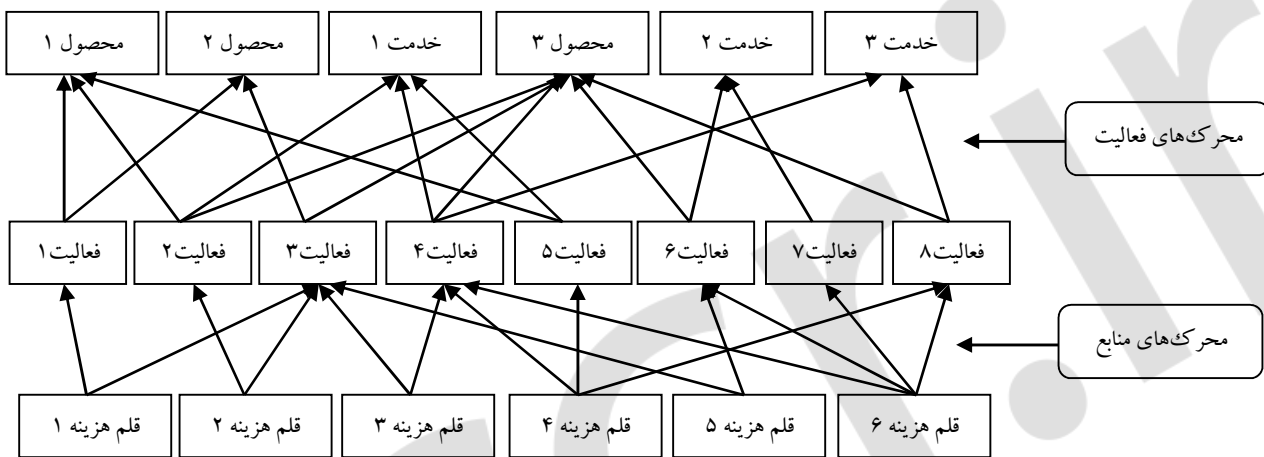 محصول ۱
محصول ۲
خدمت ۱
محصول ۳
خدمت ۲
خدمت ۳
محرک‌های فعالیت
فعالیت۱
فعالیت۲
فعالیت۳
فعالیت۴
فعالیت۵
فعالیت۶
فعالیت۷
فعالیت۸
محرک‌های منابع
قلم هزینه ۱
قلم هزینه ۲
قلم هزینه ۳
قلم هزینه ۴
قلم هزینه ۵
قلم هزینه ۶